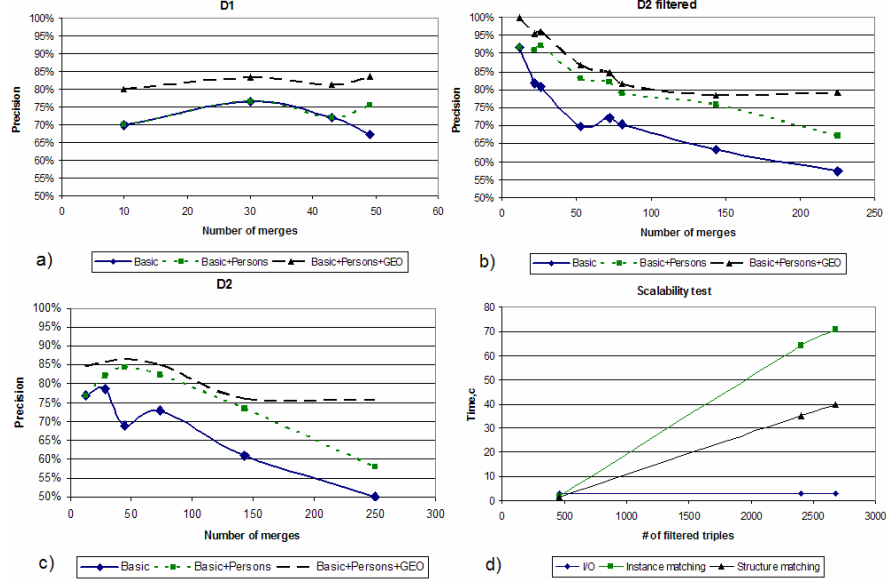 D1
100%
95%
90%
85%
80%
75%
70%
65%
60%
55%
50%
Precision
0 10 20 30 40 50 60
Number of merges
a)
Basic Basic+Persons Basic+Persons+GEO
D2 filtered
100%
95%
90%
85%
80%
75%
70%
65%
60%
55%
50%
Precision
0 50 100 150 200 250
Number of merges
b)
Basic Basic+Persons Basic+Persons+GEO
D2
100%
95%
90%
85%
80%
75%
70%
65%
60%
55%
50%
Precision
0 50 100 150 200 250 300
Number of merges
c)
Basic Basic+Persons Basic+Persons+GEO
Scalability test
80
70
60
50
40
30
20
10
0
Time,c
0 500 1000 1500 2000 2500 3000
# of filtered triples
d)
I/O Instance matching Structure matching